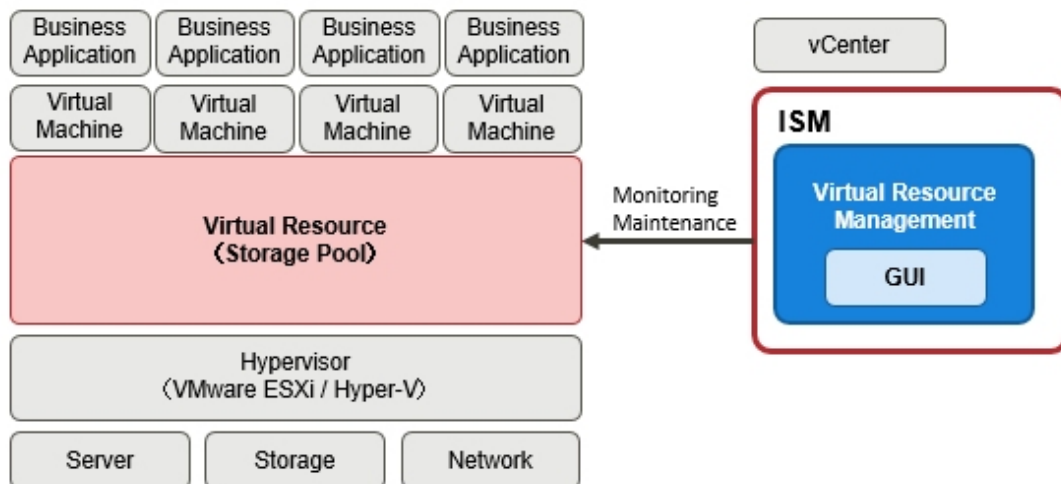 Business
Application
Business
Application
Business
Application
Business
Application
Virtual
Machine
Virtual
Machine
Virtual
Machine
Virtual
Machine
Virtual Resource
（Storage Pool）
Hypervisor
（VMware ESXi / Hyper-V）
Server
Storage
Network
Monitoring
Maintenance
vCenter
ISM
Virtual Resource
Management
GUI